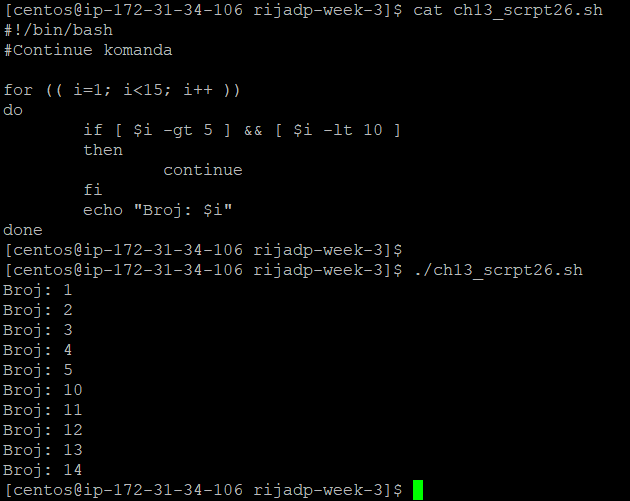 [centos@ip-172-31-34-106 rijadp-week-3]$ cat ch13_scrpt26.sh
#!/bin/bash
#Continue komanda

for (( i=1; i<15; i++ ))
do
        if [ $i -gt 5 ] && [ $i -lt 10 ]
        then
                continue
        fi
        echo "Broj: $i"
done
[centos@ip-172-31-34-106 rijadp-week-3]$
[centos@ip-172-31-34-106 rijadp-week-3]$ ./ch13_scrpt26.sh
Broj: 1
Broj: 2
Broj: 3
Broj: 4
Broj: 5
Broj: 10
Broj: 11
Broj: 12
Broj: 13
Broj: 14
[centos@ip-172-31-34-106 rijadp-week-3]$